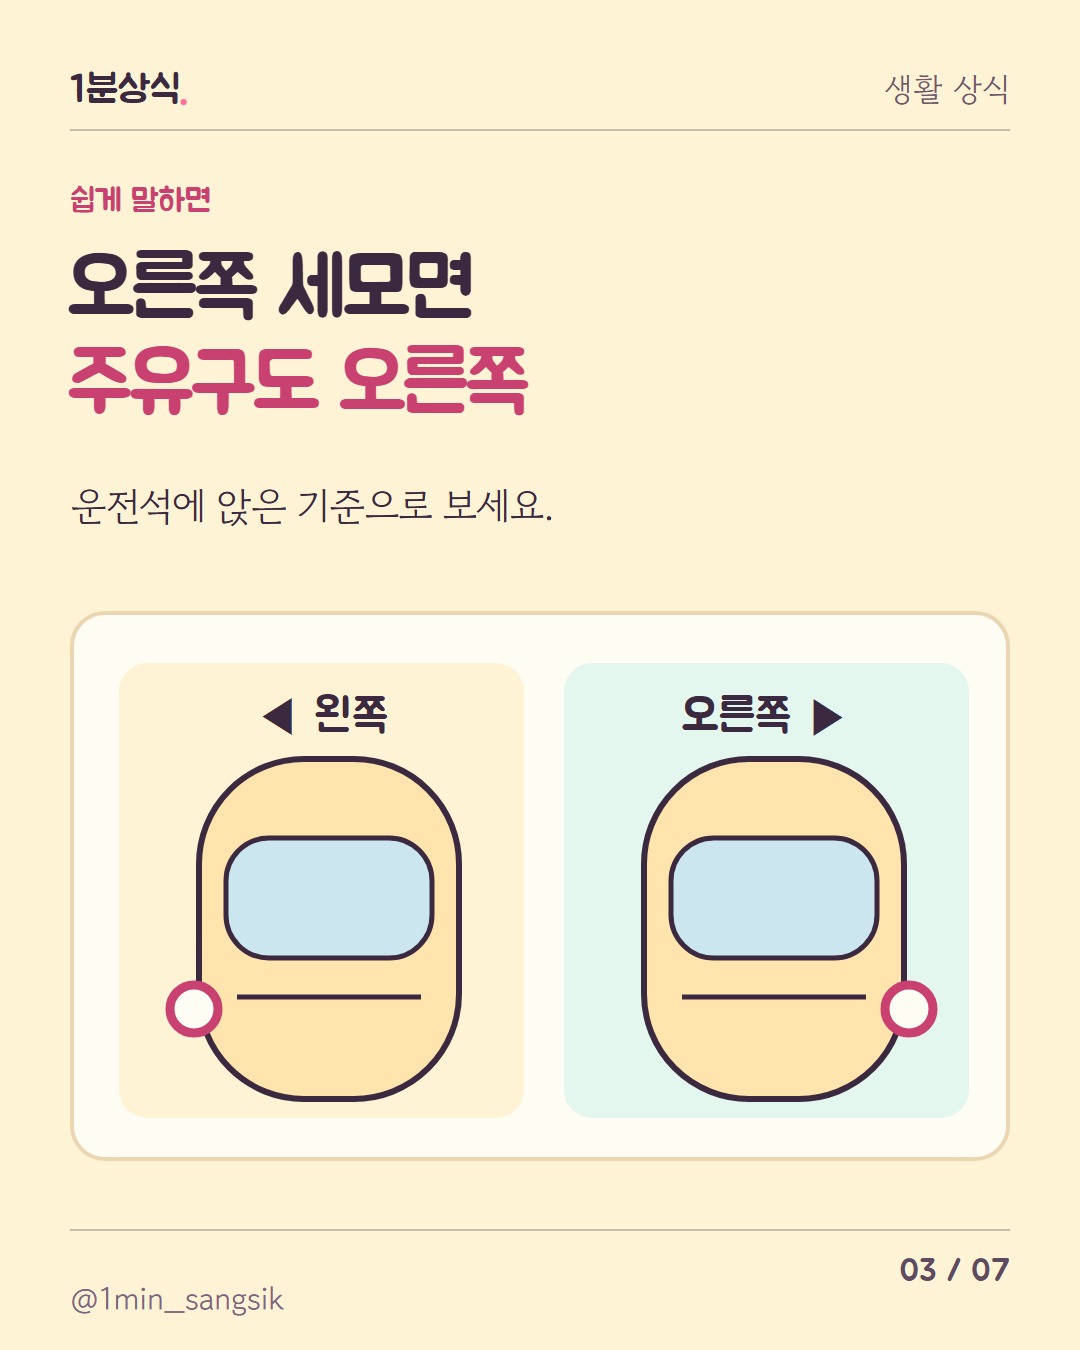 1분상식.
생활 상식
쉽게 말하면
오른쪽 세모면
주유구도 오른쪽
운전석에 앉은 기준으로 보세요.
◀ 왼쪽
오른쪽 ▶
03 / 07
@1min_sangsik